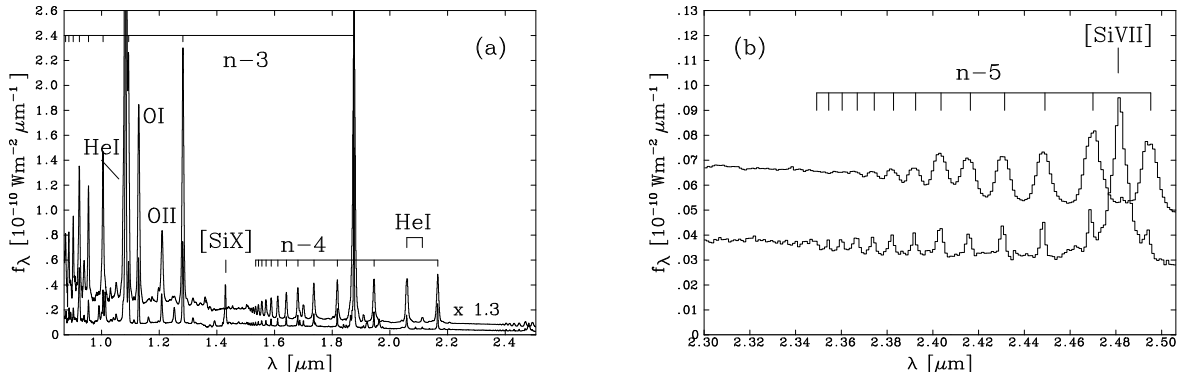 2.6
2.4
2.2
2.0
1.8
1.6
1.4
1.2
1.0
.8
.6
.4
.2
0
f_λ [10⁻¹⁰ Wm⁻² μm⁻¹]
(a)
n−3
OI
HeI
OII
[SiX]
n−4
HeI
x 1.3
1.0 1.2 1.4 1.6 1.8 2.0 2.2 2.4
λ [μm]
.13
.12
.11
.10
.09
.08
.07
.06
.05
.04
.03
.02
.01
0
f_λ [10⁻¹⁰ Wm⁻² μm⁻¹]
(b)
[SiVII]
n−5
2.30 2.32 2.34 2.36 2.38 2.40 2.42 2.44 2.46 2.48 2.50
λ [μm]